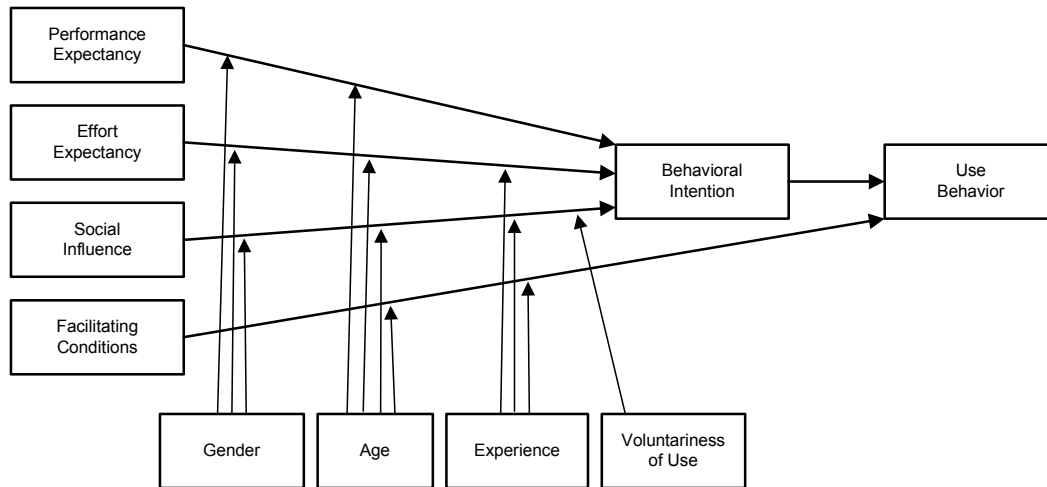 Performance
Expectancy
Effort
Expectancy
Social
Influence
Facilitating
Conditions
Behavioral
Intention
Use
Behavior
Gender
Age
Experience
Voluntariness
of Use